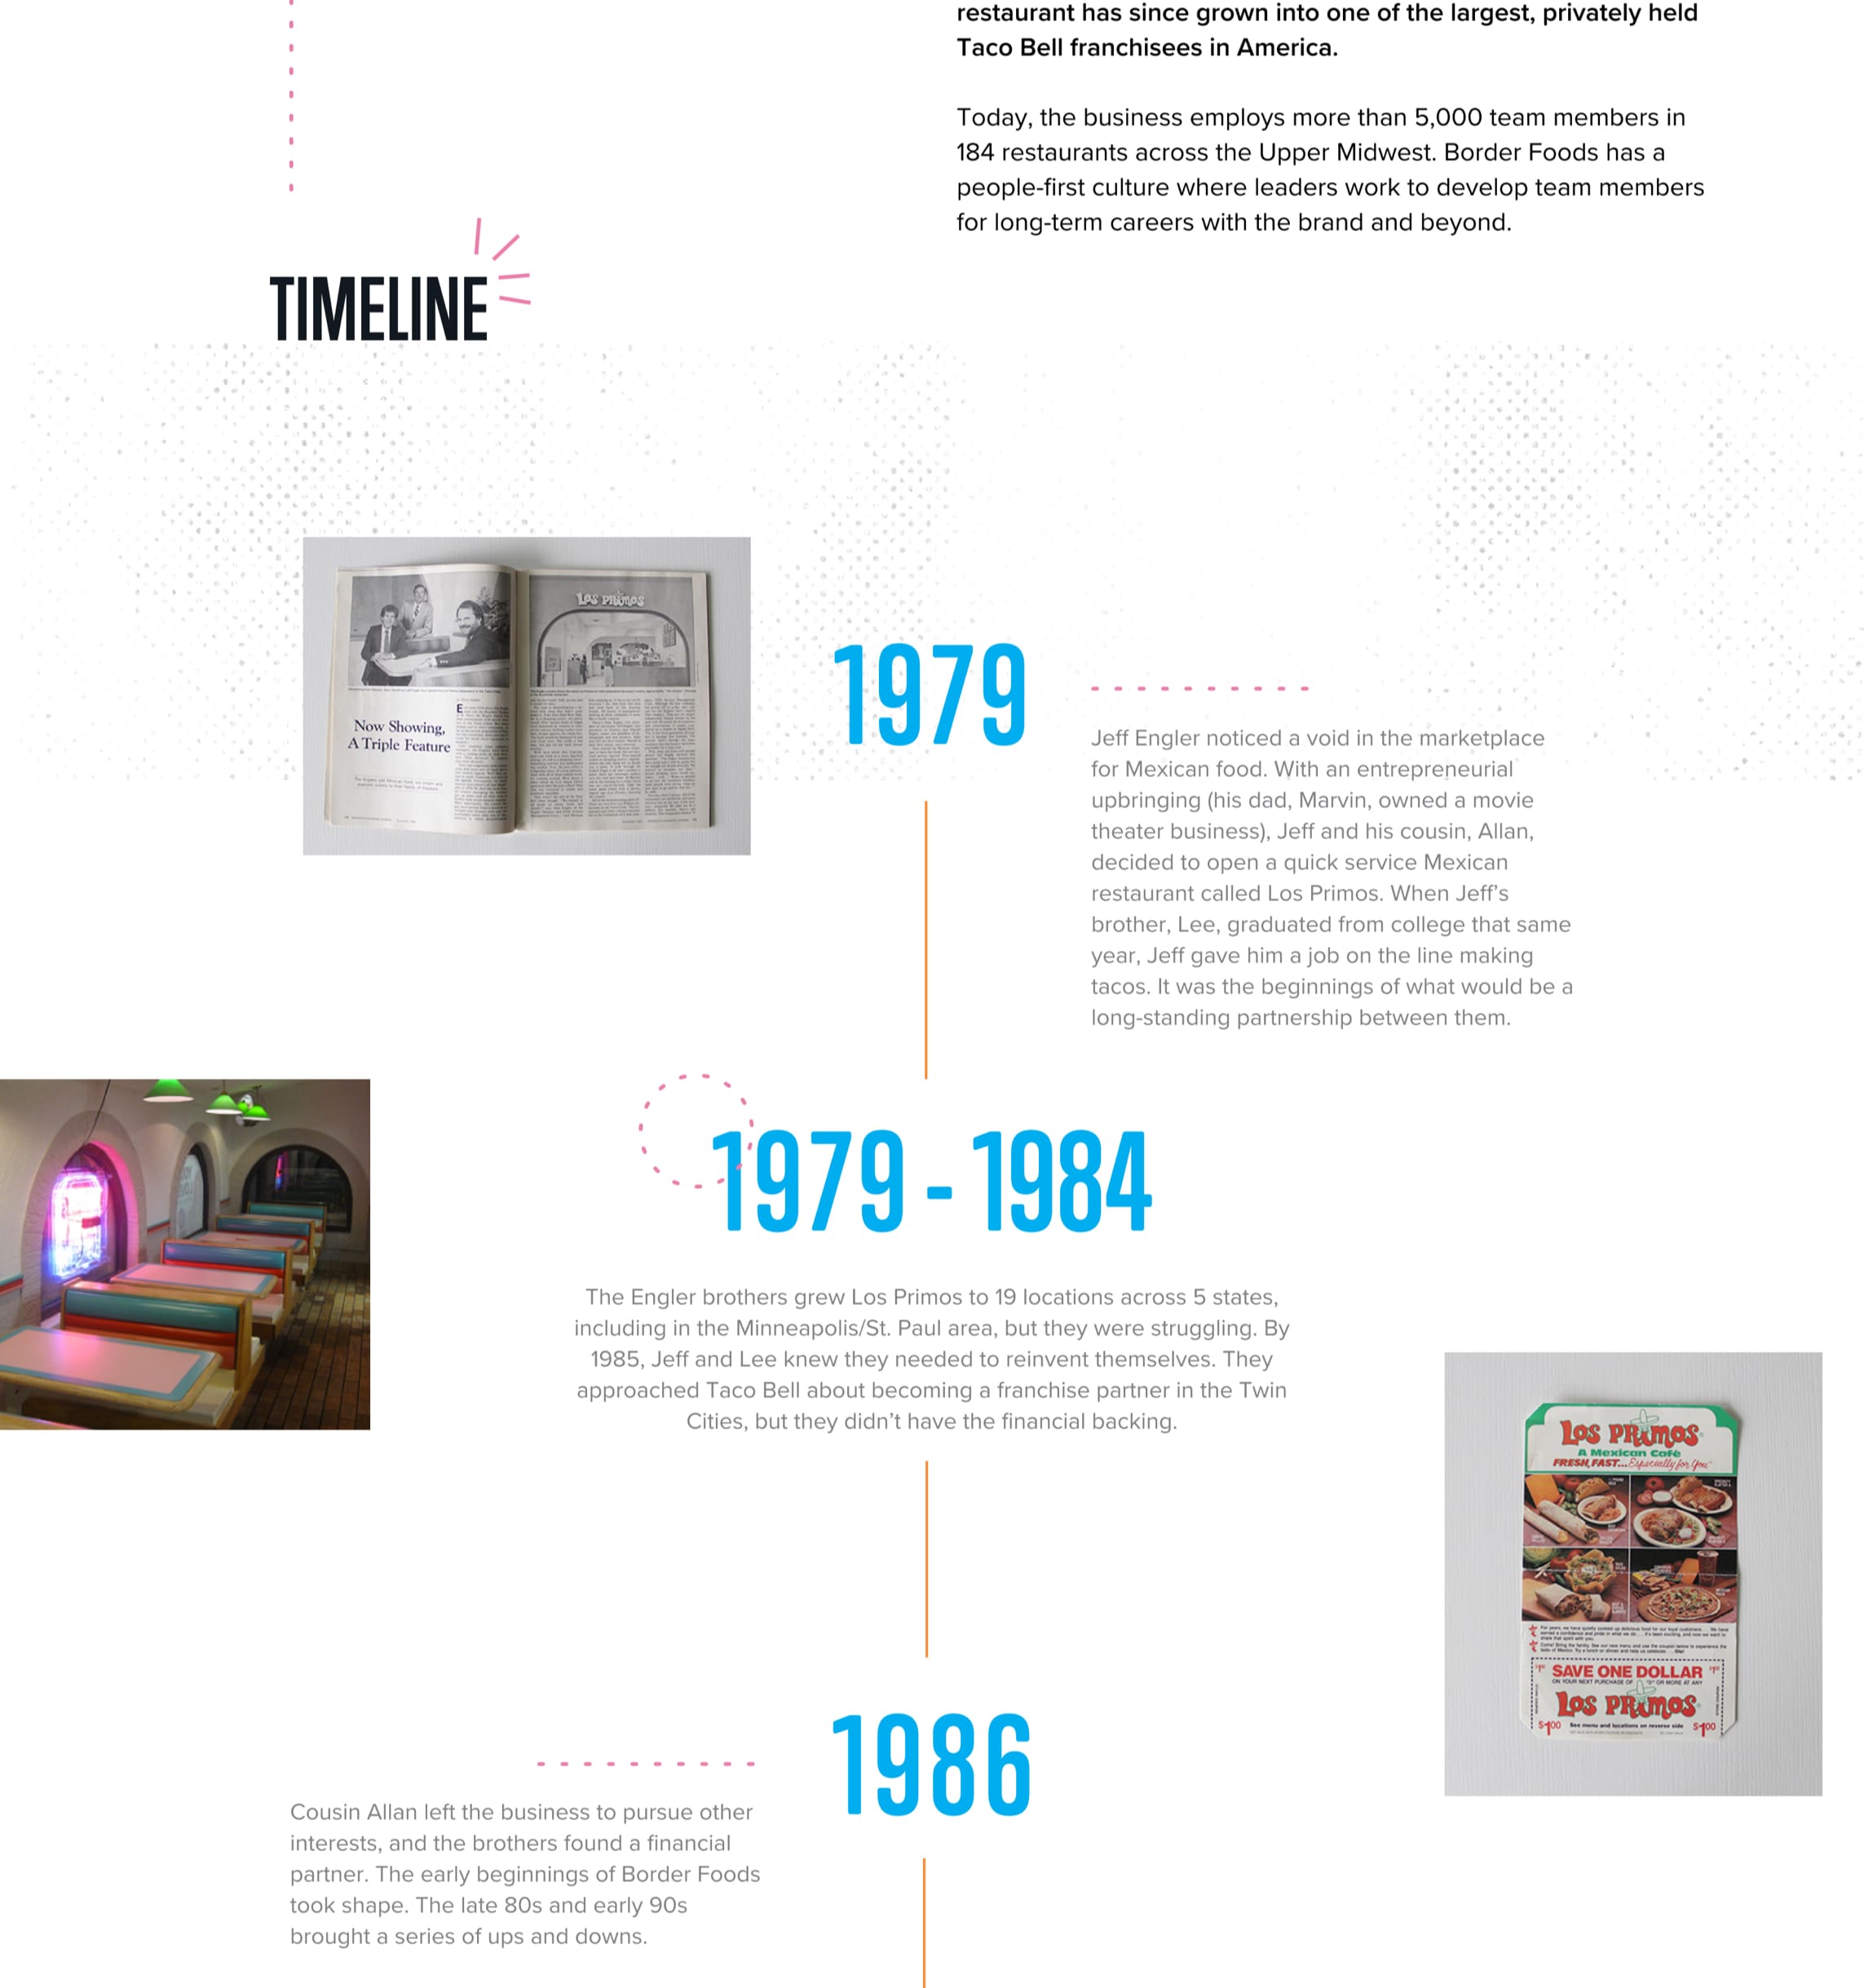 restaurant has since grown into one of the largest, privately held
Taco Bell franchisees in America.
Today, the business employs more than 5,000 team members in
184 restaurants across the Upper Midwest. Border Foods has a
people-first culture where leaders work to develop team members
for long-term careers with the brand and beyond.
TIMELINE
Los Primos
Now Showing,
A Triple Feature
1979
Jeff Engler noticed a void in the marketplace
for Mexican food. With an entrepreneurial
upbringing (his dad, Marvin, owned a movie
theater business), Jeff and his cousin, Allan,
decided to open a quick service Mexican
restaurant called Los Primos. When Jeff's
brother, Lee, graduated from college that same
year, Jeff gave him a job on the line making
tacos. It was the beginnings of what would be a
long-standing partnership between them.
1979 - 1984
The Engler brothers grew Los Primos to 19 locations across 5 states,
including in the Minneapolis/St. Paul area, but they were struggling. By
1985, Jeff and Lee knew they needed to reinvent themselves. They
approached Taco Bell about becoming a franchise partner in the Twin
Cities, but they didn't have the financial backing.
Los Primos
A Mexican Café
FRESH, FAST... Especially for You
SAVE ONE DOLLAR
ON YOUR NEXT PURCHASE OF OR MORE AT ANY
Los Primos
$1.00 See menu and locations on reverse side $1.00
1986
Cousin Allan left the business to pursue other
interests, and the brothers found a financial
partner. The early beginnings of Border Foods
took shape. The late 80s and early 90s
brought a series of ups and downs.